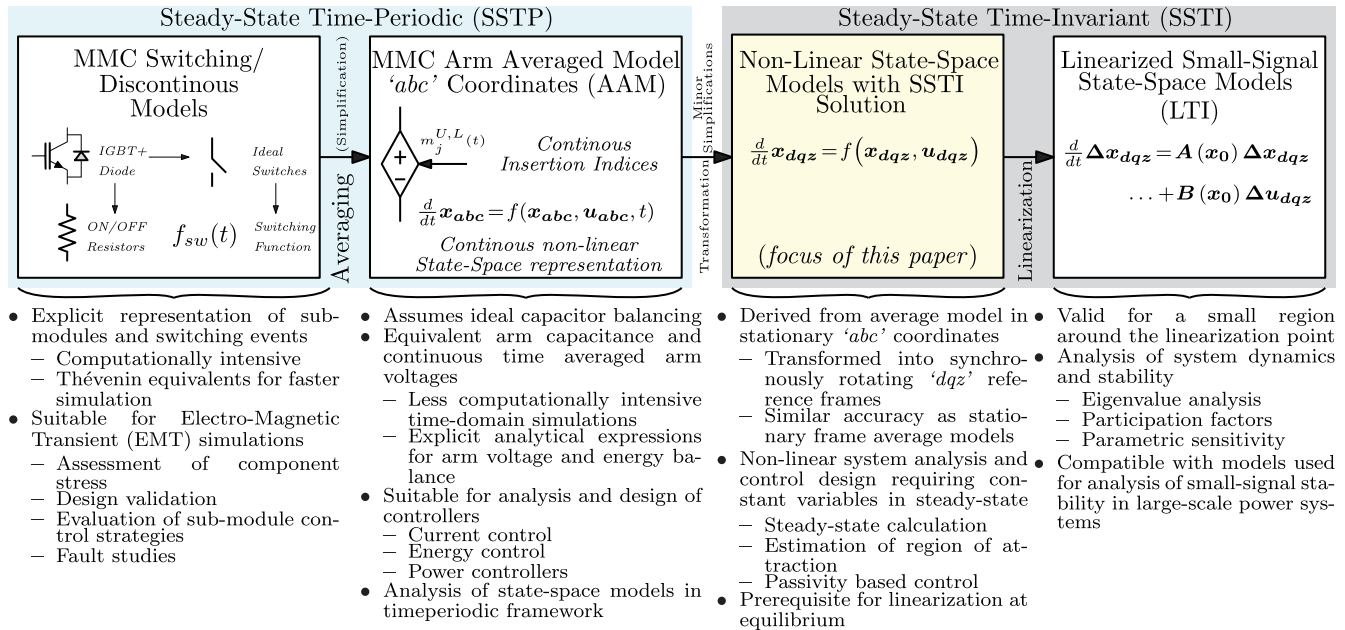 Steady-State Time-Periodic (SSTP)
Steady-State Time-Invariant (SSTI)
MMC Switching/
Discontinous
Models
IGBT+
Diode
Ideal
Switches
ON/OFF
Resistors
f_sw(t)
Switching
Function
Averaging (Simplification)
MMC Arm Averaged Model
‘abc’ Coordinates (AAM)
m_j^{U,L}(t)
Continous
Insertion Indices
d/dt x_abc = f(x_abc, u_abc, t)
Continous non-linear
State-Space representation
Transformation
Minor
Simplifications
Non-Linear State-Space
Models with SSTI
Solution
d/dt x_dqz = f(x_dqz, u_dqz)
(focus of this paper)
Linearization
Linearized Small-Signal
State-Space Models
(LTI)
d/dt Δx_dqz = A(x_0) Δx_dqz
... + B(x_0) Δu_dqz
• Explicit representation of sub-
modules and switching events
– Computationally intensive
– Thévenin equivalents for faster
simulation
• Suitable for Electro-Magnetic
Transient (EMT) simulations
– Assessment of component
stress
– Design validation
– Evaluation of sub-module con-
trol strategies
– Fault studies
• Assumes ideal capacitor balancing
• Equivalent arm capacitance and
continuous time averaged arm
voltages
– Less computationally intensive
time-domain simulations
– Explicit analytical expressions
for arm voltage and energy ba-
lance
• Suitable for analysis and design of
controllers
– Current control
– Energy control
– Power controllers
• Analysis of state-space models in
timeperiodic framework
• Derived from average model in
stationary ‘abc’ coordinates
– Transformed into synchro-
nously rotating ‘dqz’ refe-
rence frames
– Similar accuracy as statio-
nary frame average models
• Non-linear system analysis and
control design requiring con-
stant variables in steady-state
– Steady-state calculation
– Estimation of region of at-
traction
– Passivity based control
• Prerequisite for linearization at
equilibrium
• Valid for a small region
around the linearization point
• Analysis of system dynamics
and stability
– Eigenvalue analysis
– Participation factors
– Parametric sensitivity
• Compatible with models used
for analysis of small-signal sta-
bility in large-scale power sys-
tems